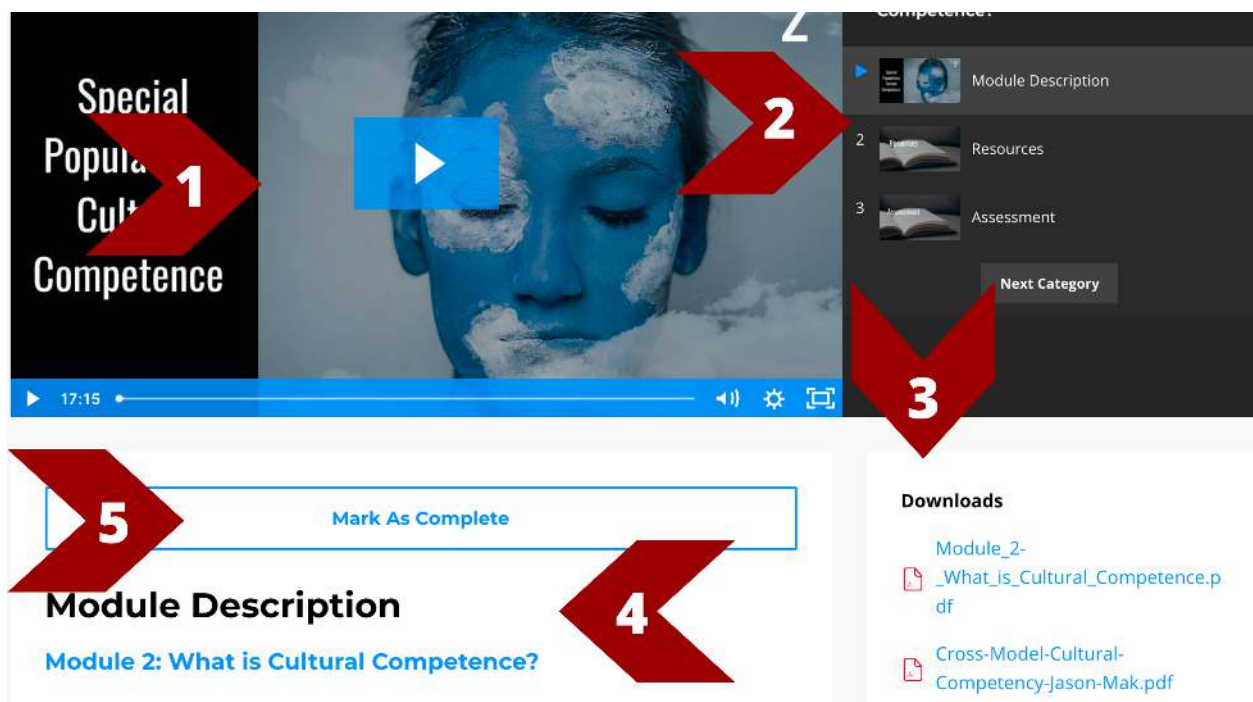 Special
Popula
Cult
Competence
2
1
2
17:15
Competence?
Module Description
2
Resources
3
Assessment
Next Category
3
5
Mark As Complete
4
Module Description
Module 2: What is Cultural Competence?
Downloads
Module_2-
_What_is_Cultural_Competence.p
df
Cross-Model-Cultural-
Competency-Jason-Mak.pdf